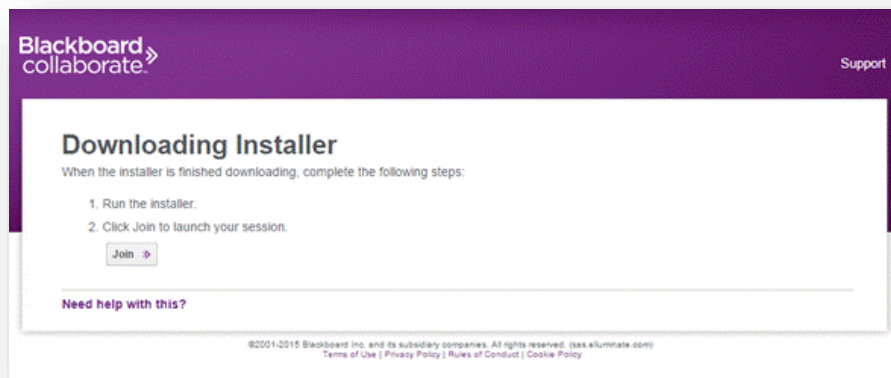 Blackboard
collaborate™
Support
Downloading Installer
When the installer is finished downloading, complete the following steps:
1. Run the installer.
2. Click Join to launch your session.
Join
Need help with this?
©2001-2015 Blackboard Inc. and its subsidiary companies. All rights reserved. (sas.elluminate.com)
Terms of Use | Privacy Policy | Rules of Conduct | Cookie Policy